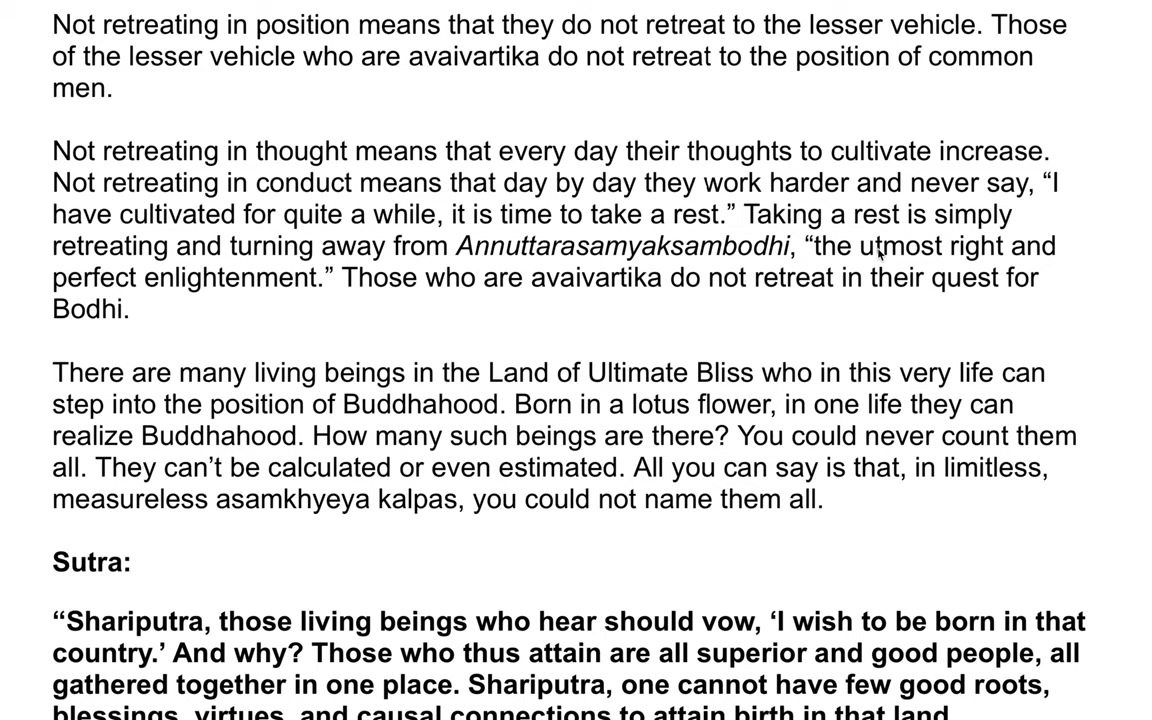 Not retreating in position means that they do not retreat to the lesser vehicle. Those
of the lesser vehicle who are avaivartika do not retreat to the position of common
men.
Not retreating in thought means that every day their thoughts to cultivate increase.
Not retreating in conduct means that day by day they work harder and never say, “I
have cultivated for quite a while, it is time to take a rest.” Taking a rest is simply
retreating and turning away from Annuttarasamyaksambodhi, “the utmost right and
perfect enlightenment.” Those who are avaivartika do not retreat in their quest for
Bodhi.
There are many living beings in the Land of Ultimate Bliss who in this very life can
step into the position of Buddhahood. Born in a lotus flower, in one life they can
realize Buddhahood. How many such beings are there? You could never count them
all. They can’t be calculated or even estimated. All you can say is that, in limitless,
measureless asamkhyeya kalpas, you could not name them all.
Sutra:
“Shariputra, those living beings who hear should vow, ‘I wish to be born in that
country.’ And why? Those who thus attain are all superior and good people, all
gathered together in one place. Shariputra, one cannot have few good roots,
blessings, virtues, and causal connections to attain birth in that land.